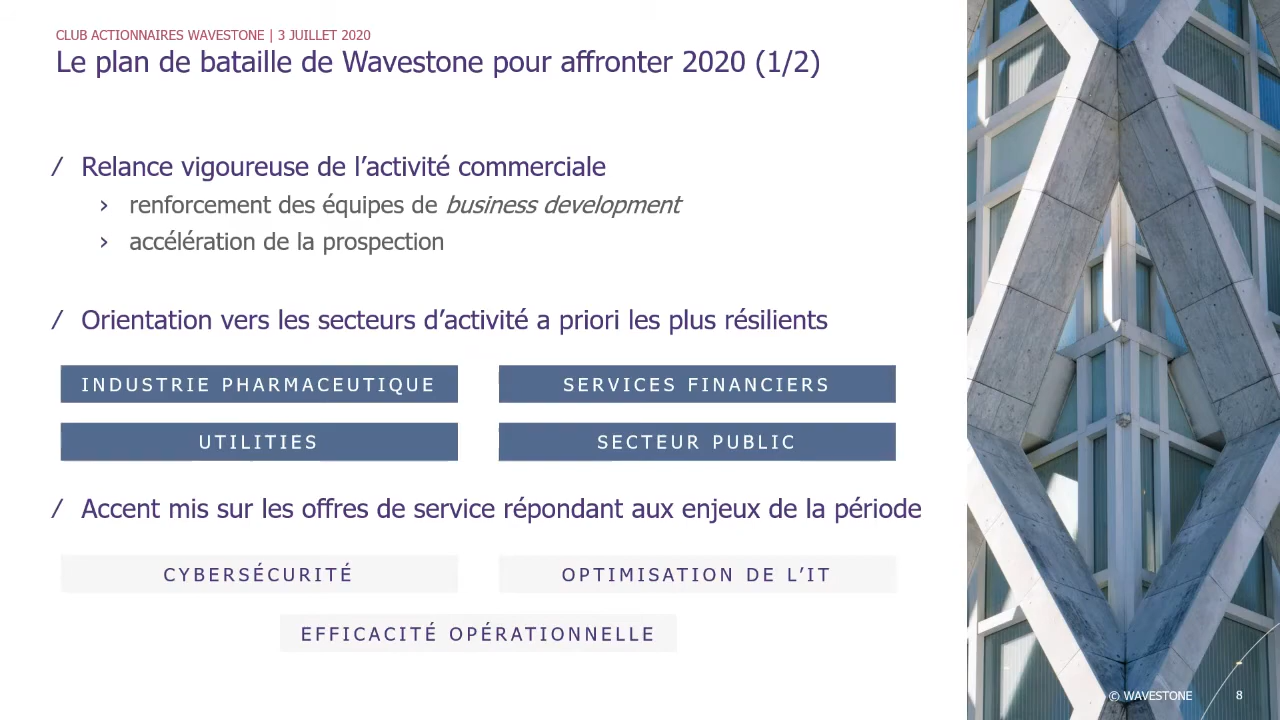 CLUB ACTIONNAIRES WAVESTONE | 3 JUILLET 2020
Le plan de bataille de Wavestone pour affronter 2020 (1/2)
/ Relance vigoureuse de l’activité commerciale
› renforcement des équipes de business development
› accélération de la prospection
/ Orientation vers les secteurs d’activité a priori les plus résilients
INDUSTRIE PHARMACEUTIQUE
SERVICES FINANCIERS
UTILITIES
SECTEUR PUBLIC
/ Accent mis sur les offres de service répondant aux enjeux de la période
CYBERSÉCURITÉ
OPTIMISATION DE L’IT
EFFICACITÉ OPÉRATIONNELLE
© WAVESTONE
8